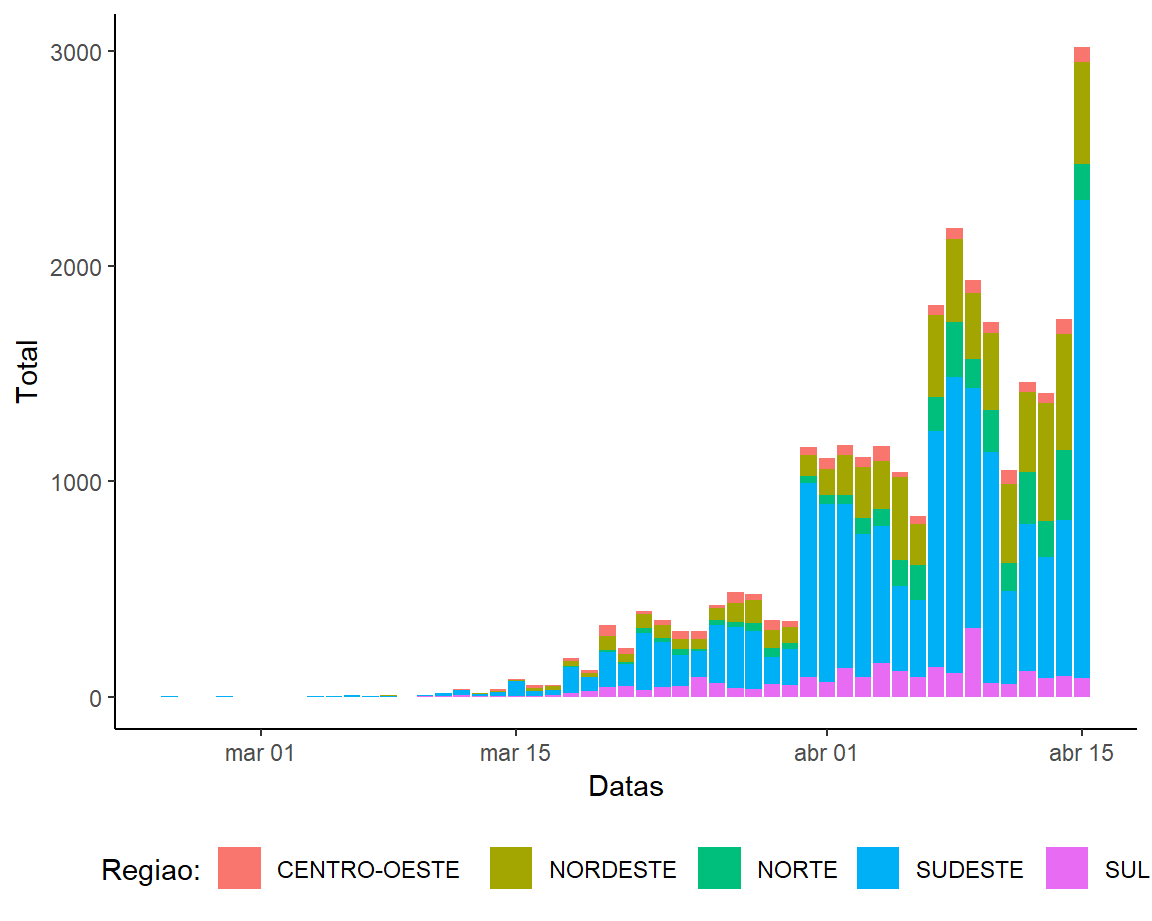 3000
2000
1000
0
Total
mar 01 mar 15 abr 01 abr 15
Datas
Regiao: CENTRO-OESTE NORDESTE NORTE SUDESTE SUL